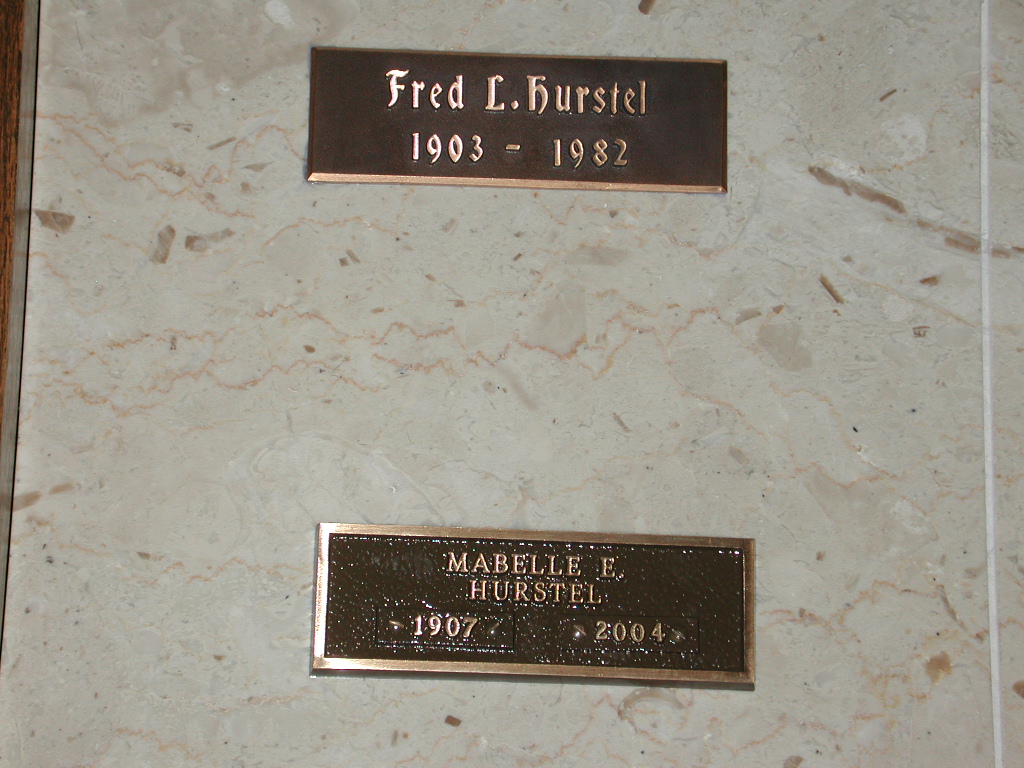 Fred L. Hurstel
1903 - 1982
MABELLE E.
HURSTEL
1907 2004